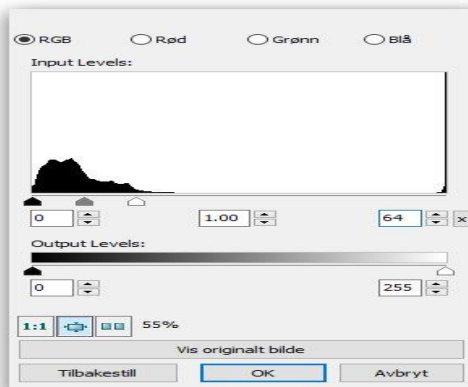 RGB Rød Grønn Blå
Input Levels:
0 1.00 64 x
Output Levels:
0 255
1:1 55%
Vis originalt bilde
Tilbakestill OK Avbryt